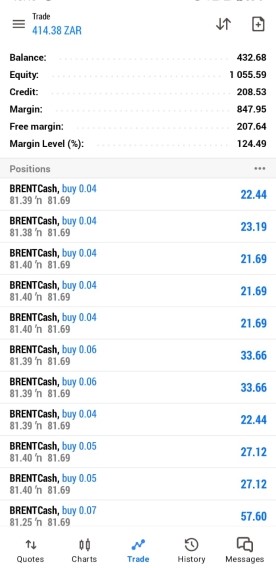 Trade
414.38 ZAR
Balance: 432.68
Equity: 1 055.59
Credit: 208.53
Margin: 847.95
Free margin: 207.64
Margin Level (%): 124.49
Positions
BRENTCash, buy 0.04 22.44
81.39 'n 81.69
BRENTCash, buy 0.04 23.19
81.38 'n 81.69
BRENTCash, buy 0.04 21.69
81.40 'n 81.69
BRENTCash, buy 0.04 21.69
81.40 'n 81.69
BRENTCash, buy 0.04 21.69
81.40 'n 81.69
BRENTCash, buy 0.06 33.66
81.39 'n 81.69
BRENTCash, buy 0.06 33.66
81.39 'n 81.69
BRENTCash, buy 0.04 22.44
81.39 'n 81.69
BRENTCash, buy 0.05 27.12
81.40 'n 81.69
BRENTCash, buy 0.05 27.12
81.40 'n 81.69
BRENTCash, buy 0.07 57.60
81.25 'n 81.69
Quotes Charts Trade History Messages